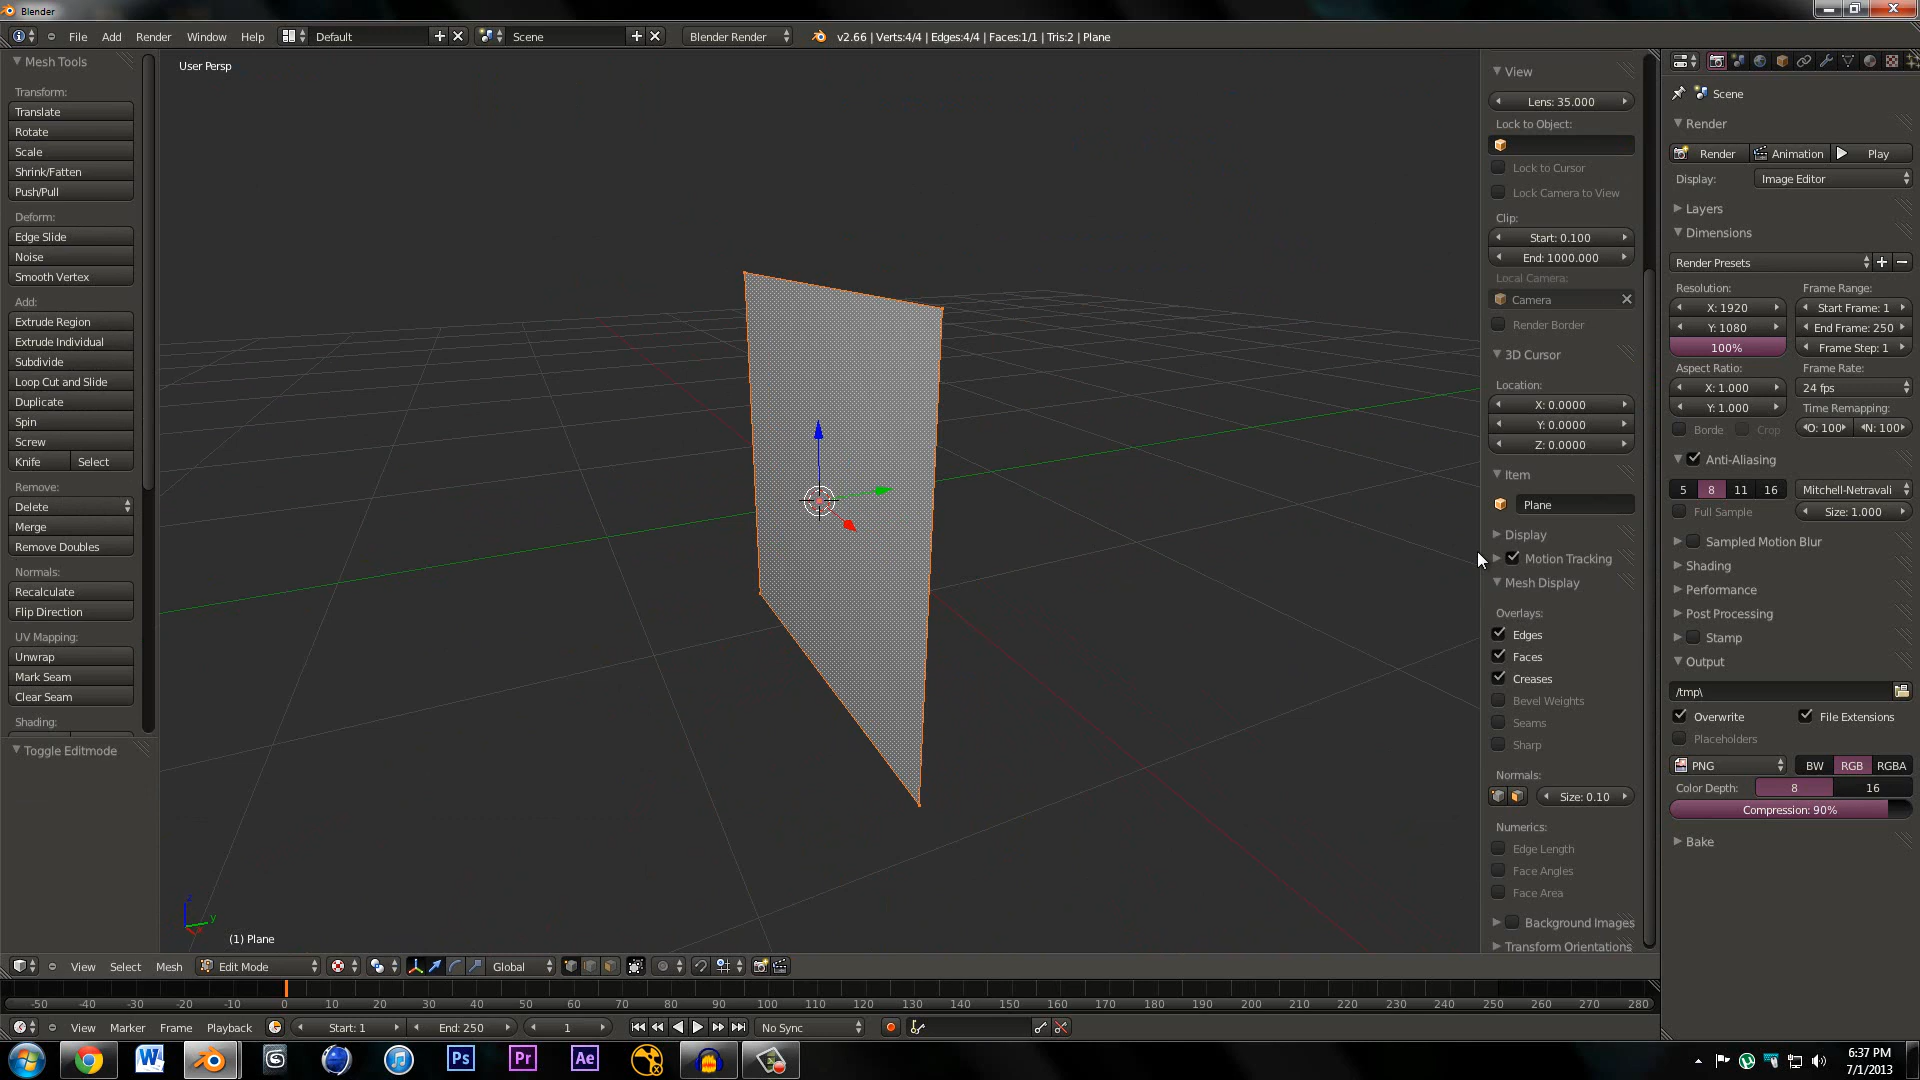 Blender
File Add Render Window Help Default Scene Blender Render v2.66 | Verts:4/4 | Edges:4/4 | Faces:1/1 | Tris:2 | Plane
Mesh Tools
Transform:
Translate
Rotate
Scale
Shrink/Fatten
Push/Pull
Deform:
Edge Slide
Noise
Smooth Vertex
Add:
Extrude Region
Extrude Individual
Subdivide
Loop Cut and Slide
Duplicate
Spin
Screw
Knife Select
Remove:
Delete
Merge
Remove Doubles
Normals:
Recalculate
Flip Direction
UV Mapping:
Unwrap
Mark Seam
Clear Seam
Shading:
Toggle Editmode
User Persp
z
y
(1) Plane
View
Lens: 35.000
Lock to Object:
Lock to Cursor
Lock Camera to View
Clip:
Start: 0.100
End: 1000.000
Local Camera:
Camera
Render Border
3D Cursor
Location:
X: 0.0000
Y: 0.0000
Z: 0.0000
Item
Plane
Display
Motion Tracking
Mesh Display
Overlays:
Edges
Faces
Creases
Bevel Weights
Seams
Sharp
Normals:
Size: 0.10
Numerics:
Edge Length
Face Angles
Face Area
Background Images
Transform Orientations
Scene
Render
Render Animation Play
Display: Image Editor
Layers
Dimensions
Render Presets
Resolution: Frame Range:
X: 1920 Start Frame: 1
Y: 1080 End Frame: 250
100% Frame Step: 1
Aspect Ratio: Frame Rate:
X: 1.000 24 fps
Y: 1.000 Time Remapping:
Borde Crop O: 100 N: 100
Anti-Aliasing
5 8 11 16 Mitchell-Netravali
Full Sample Size: 1.000
Sampled Motion Blur
Shading
Performance
Post Processing
Stamp
Output
/tmp\
Overwrite File Extensions
Placeholders
PNG BW RGB RGBA
Color Depth: 8 16
Compression: 90%
Bake
View Select Mesh Edit Mode Global
-50 -40 -30 -20 -10 0 10 20 30 40 50 60 70 80 90 100 110 120 130 140 150 160 170 180 190 200 210 220 230 240 250 260 270 280
View Marker Frame Playback Start: 1 End: 250 1 No Sync
Ps Pr Ae
6:37 PM
7/1/2013